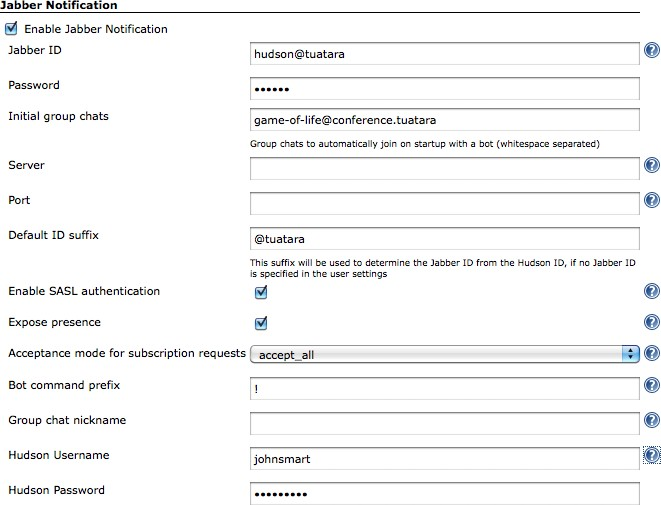 Jabber Notification
Enable Jabber Notification
Jabber ID hudson@tuatara
Password ••••••
Initial group chats game-of-life@conference.tuatara
Group chats to automatically join on startup with a bot (whitespace separated)
Server
Port
Default ID suffix @tuatara
This suffix will be used to determine the Jabber ID from the Hudson ID, if no Jabber ID
is specified in the user settings
Enable SASL authentication
Expose presence
Acceptance mode for subscription requests accept_all
Bot command prefix !
Group chat nickname
Hudson Username johnsmart
Hudson Password •••••••••